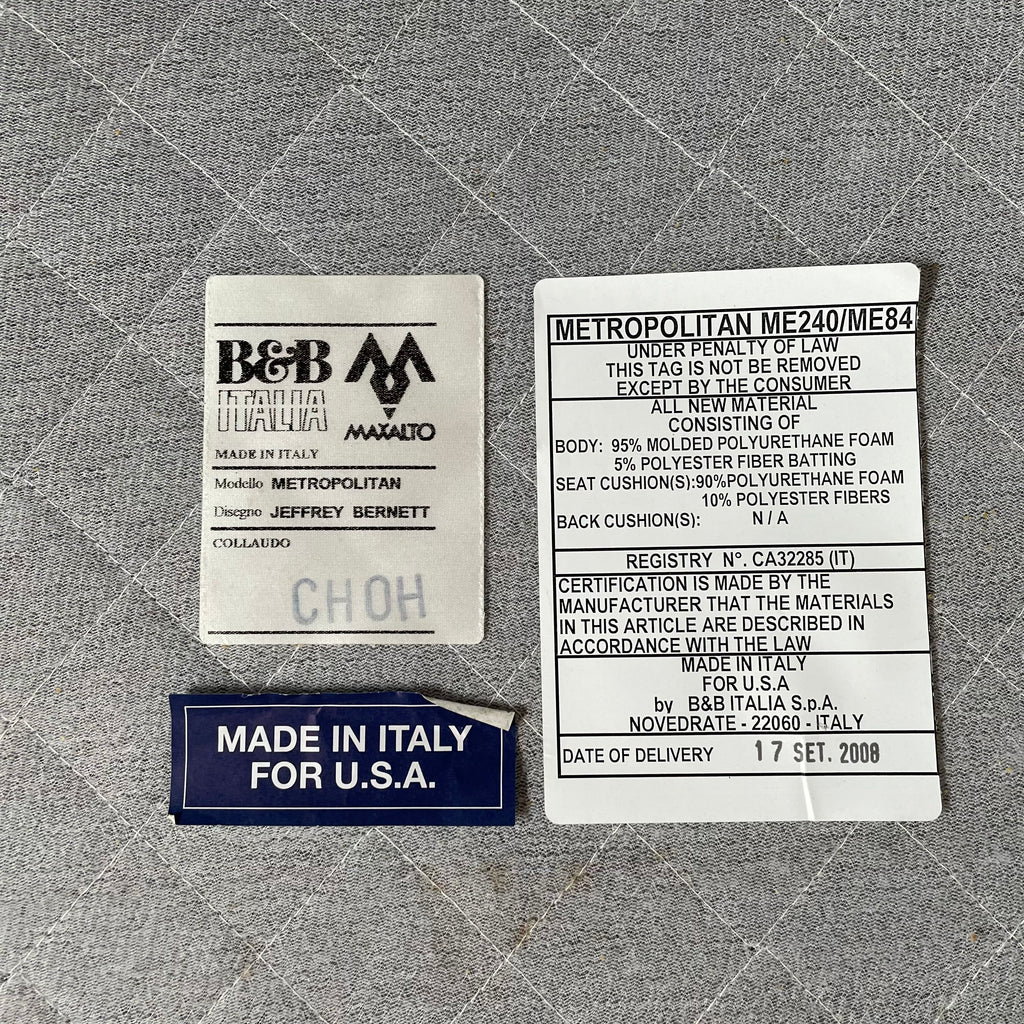 B&B
ITALIA
MAXALTO
MADE IN ITALY
Modello METROPOLITAN
Disegno JEFFREY BERNETT
COLLAUDO
CHOH
MADE IN ITALY
FOR U.S.A.
METROPOLITAN ME240/ME84
UNDER PENALTY OF LAW
THIS TAG IS NOT BE REMOVED
EXCEPT BY THE CONSUMER
ALL NEW MATERIAL
CONSISTING OF
BODY: 95% MOLDED POLYURETHANE FOAM
5% POLYESTER FIBER BATTING
SEAT CUSHION(S):90%POLYURETHANE FOAM
10% POLYESTER FIBERS
BACK CUSHION(S): N / A
REGISTRY N°. CA32285 (IT)
CERTIFICATION IS MADE BY THE
MANUFACTURER THAT THE MATERIALS
IN THIS ARTICLE ARE DESCRIBED IN
ACCORDANCE WITH THE LAW
MADE IN ITALY
FOR U.S.A
by B&B ITALIA S.p.A.
NOVEDRATE - 22060 - ITALY
DATE OF DELIVERY 17 SET. 2008